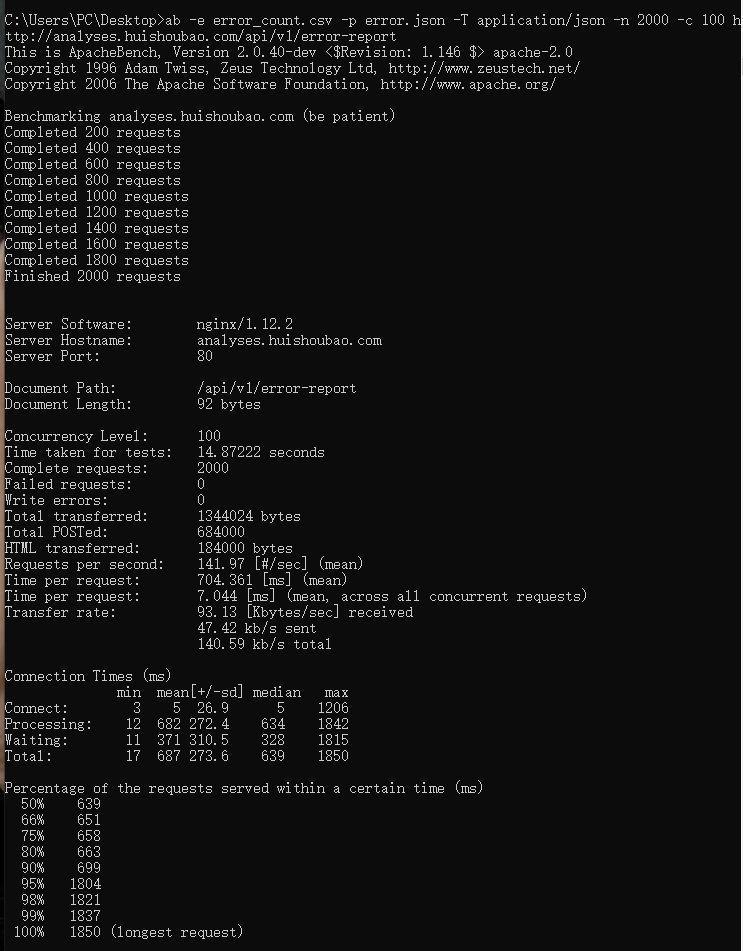 C:\Users\PC\Desktop>ab -e error_count.csv -p error.json -T application/json -n 2000 -c 100 h
ttp://analyses.huishoubao.com/api/v1/error-report
This is ApacheBench, Version 2.0.40-dev <$Revision: 1.146 $> apache-2.0
Copyright 1996 Adam Twiss, Zeus Technology Ltd, http://www.zeustech.net/
Copyright 2006 The Apache Software Foundation, http://www.apache.org/

Benchmarking analyses.huishoubao.com (be patient)
Completed 200 requests
Completed 400 requests
Completed 600 requests
Completed 800 requests
Completed 1000 requests
Completed 1200 requests
Completed 1400 requests
Completed 1600 requests
Completed 1800 requests
Finished 2000 requests

Server Software:        nginx/1.12.2
Server Hostname:        analyses.huishoubao.com
Server Port:            80

Document Path:          /api/v1/error-report
Document Length:        92 bytes

Concurrency Level:      100
Time taken for tests:   14.87222 seconds
Complete requests:      2000
Failed requests:        0
Write errors:           0
Total transferred:      1344024 bytes
Total POSTed:           684000
HTML transferred:       184000 bytes
Requests per second:    141.97 [#/sec] (mean)
Time per request:       704.361 [ms] (mean)
Time per request:       7.044 [ms] (mean, across all concurrent requests)
Transfer rate:          93.13 [Kbytes/sec] received
                        47.42 kb/s sent
                        140.59 kb/s total

Connection Times (ms)
              min  mean[+/-sd] median   max
Connect:        3    5  26.9      5    1206
Processing:    12  682 272.4    634    1842
Waiting:       11  371 310.5    328    1815
Total:         17  687 273.6    639    1850

Percentage of the requests served within a certain time (ms)
  50%    639
  66%    651
  75%    658
  80%    663
  90%    699
  95%   1804
  98%   1821
  99%   1837
 100%   1850 (longest request)